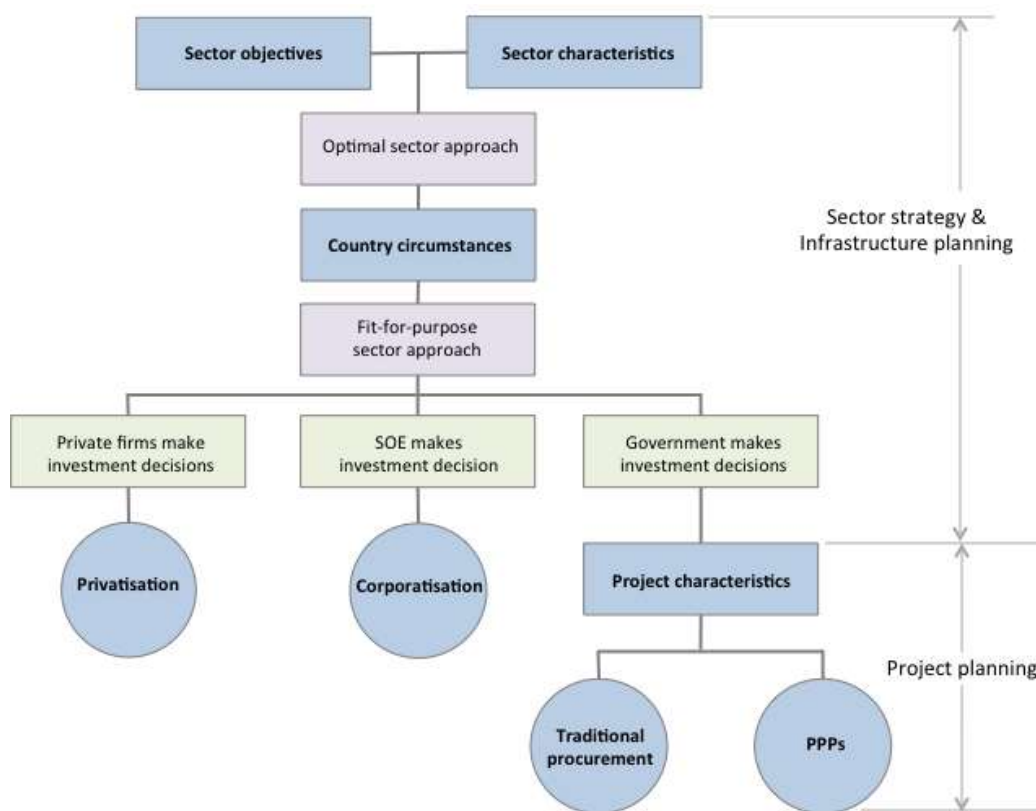 Sector objectives
Sector characteristics
Optimal sector approach
Country circumstances
Fit-for-purpose
sector approach
Private firms make
investment decisions
SOE makes
investment decision
Government makes
investment decisions
Privatisation
Corporatisation
Project characteristics
Traditional
procurement
PPPs
Sector strategy &
Infrastructure planning
Project planning